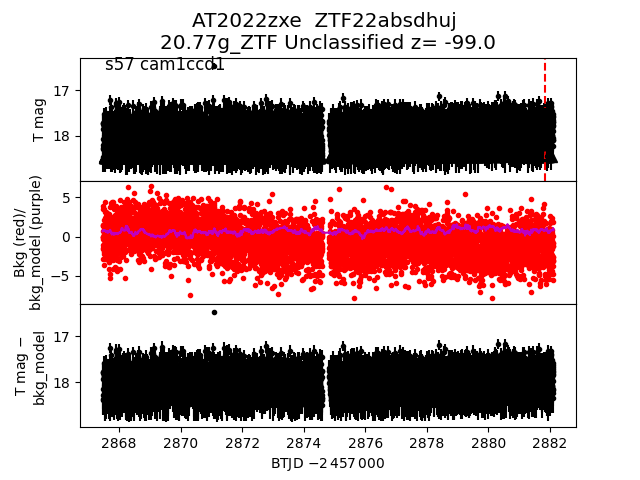 AT2022zxe  ZTF22absdhuj
20.77g_ZTF Unclassified z= -99.0
s57 cam1ccd1
17
18
T mag
5
0
−5
Bkg (red)/
bkg_model (purple)
17
18
T mag −
bkg_model
2868 2870 2872 2874 2876 2878 2880 2882
BTJD −2 457 000